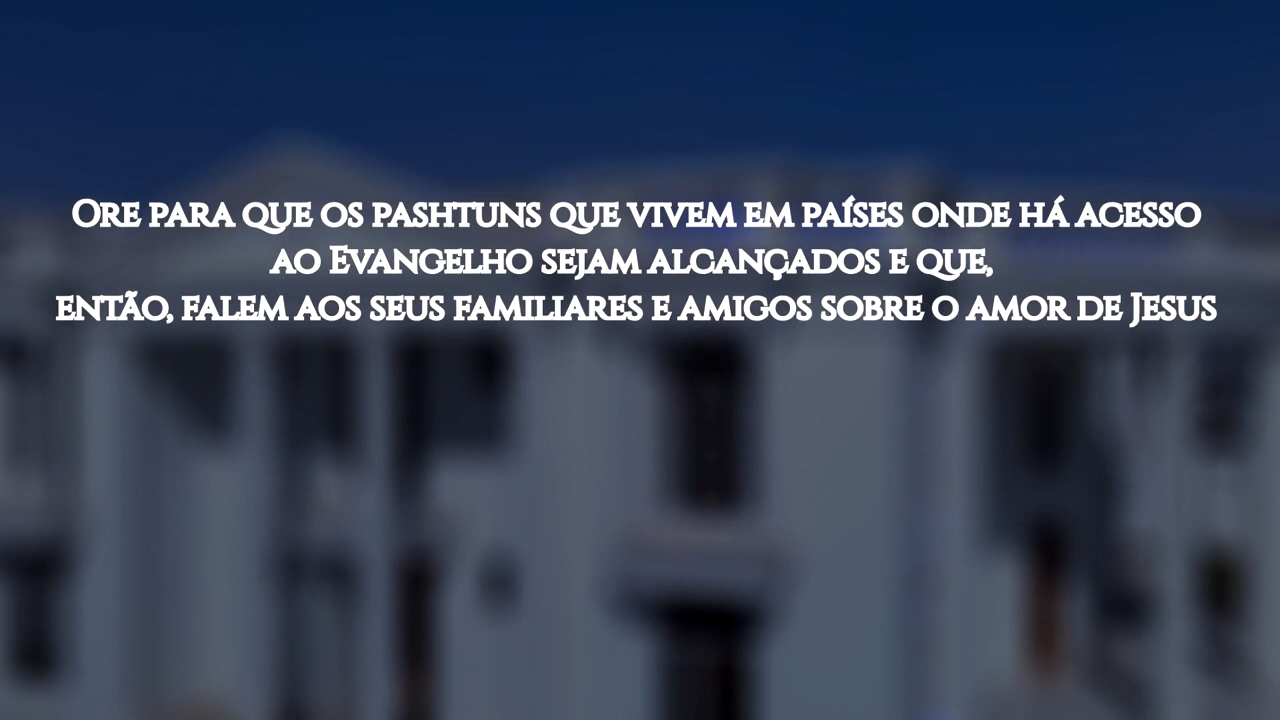 Ore para que os pashtuns que vivem em países onde há acesso
ao Evangelho sejam alcançados e que,
então, falem aos seus familiares e amigos sobre o amor de Jesus